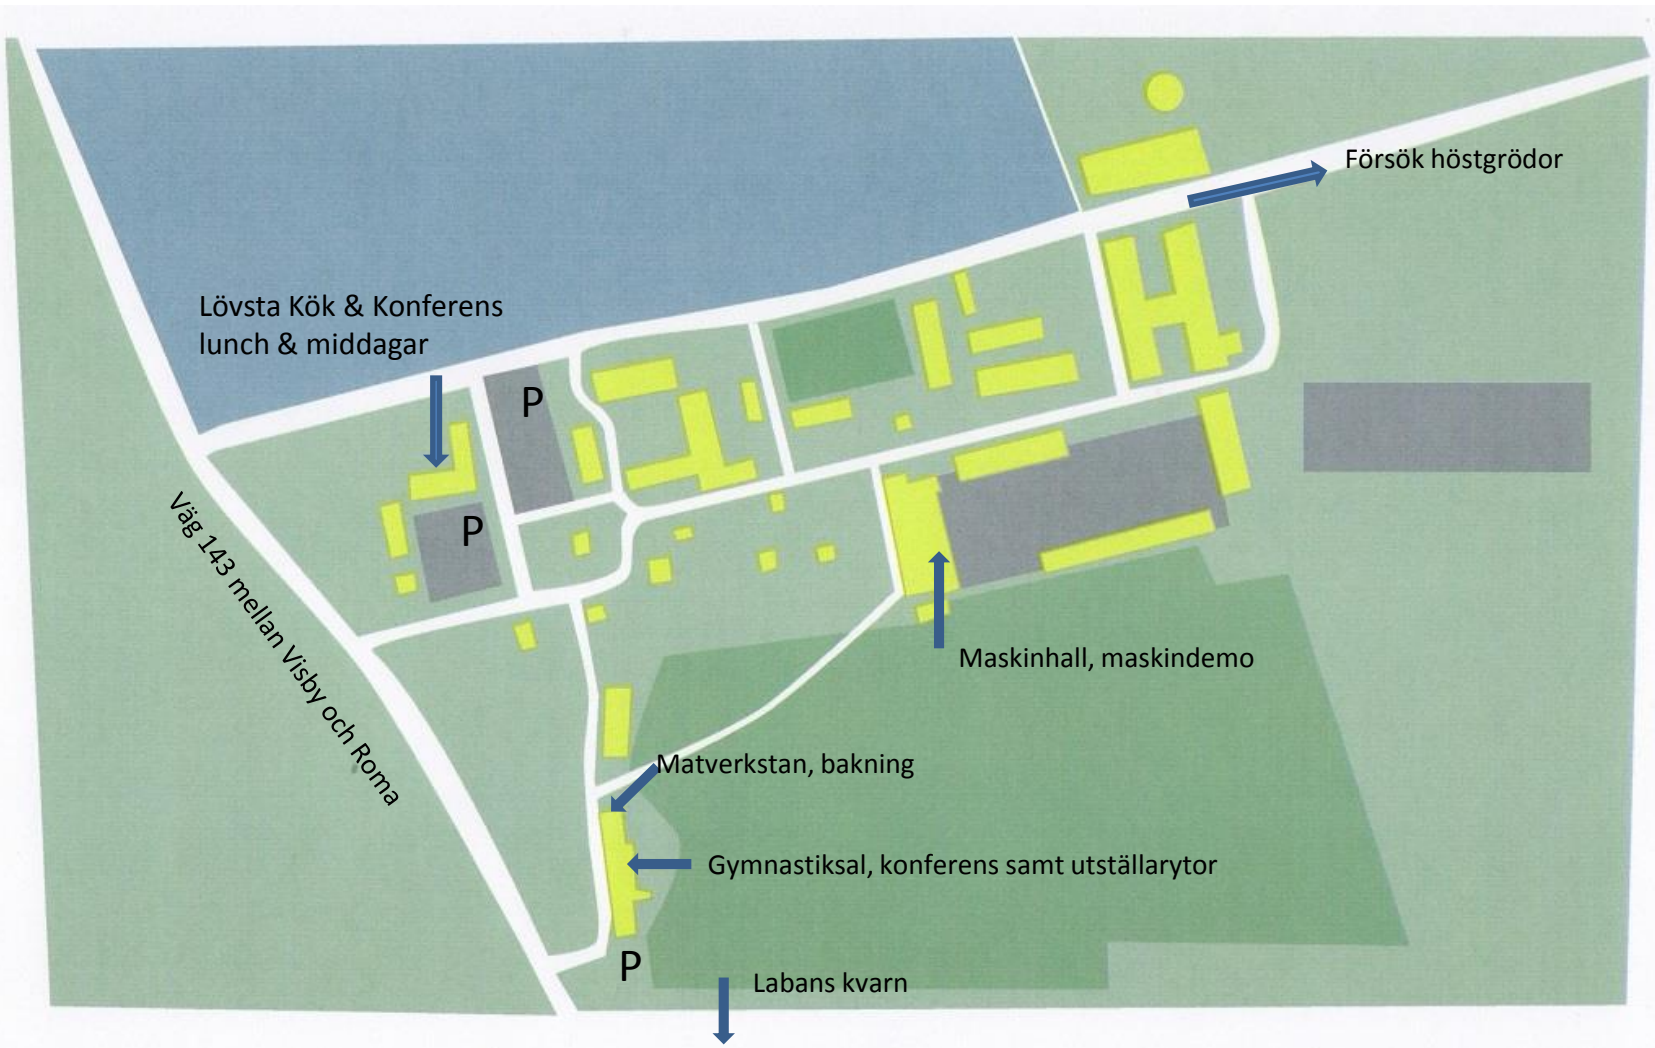 Försök höstgrödor
Lövsta Kök & Konferens
lunch & middagar
P
P
Väg 143 mellan Visby och Roma
Maskinhall, maskindemo
Matverkstan, bakning
Gymnastiksal, konferens samt utställarytor
P
Labans kvarn